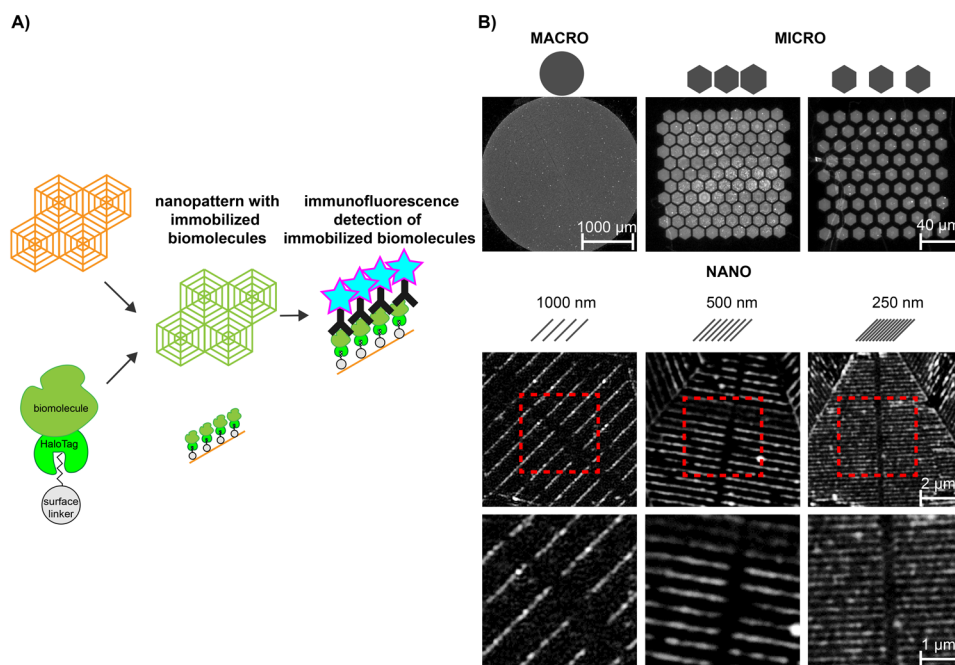 A)
nanopattern with
immobilized
biomolecules
immunofluorescence
detection of
immobilized biomolecules
biomolecule
HaloTag
surface
linker
B)
MACRO
MICRO
1000 µm
40 µm
NANO
1000 nm
500 nm
250 nm
2 µm
1 µm